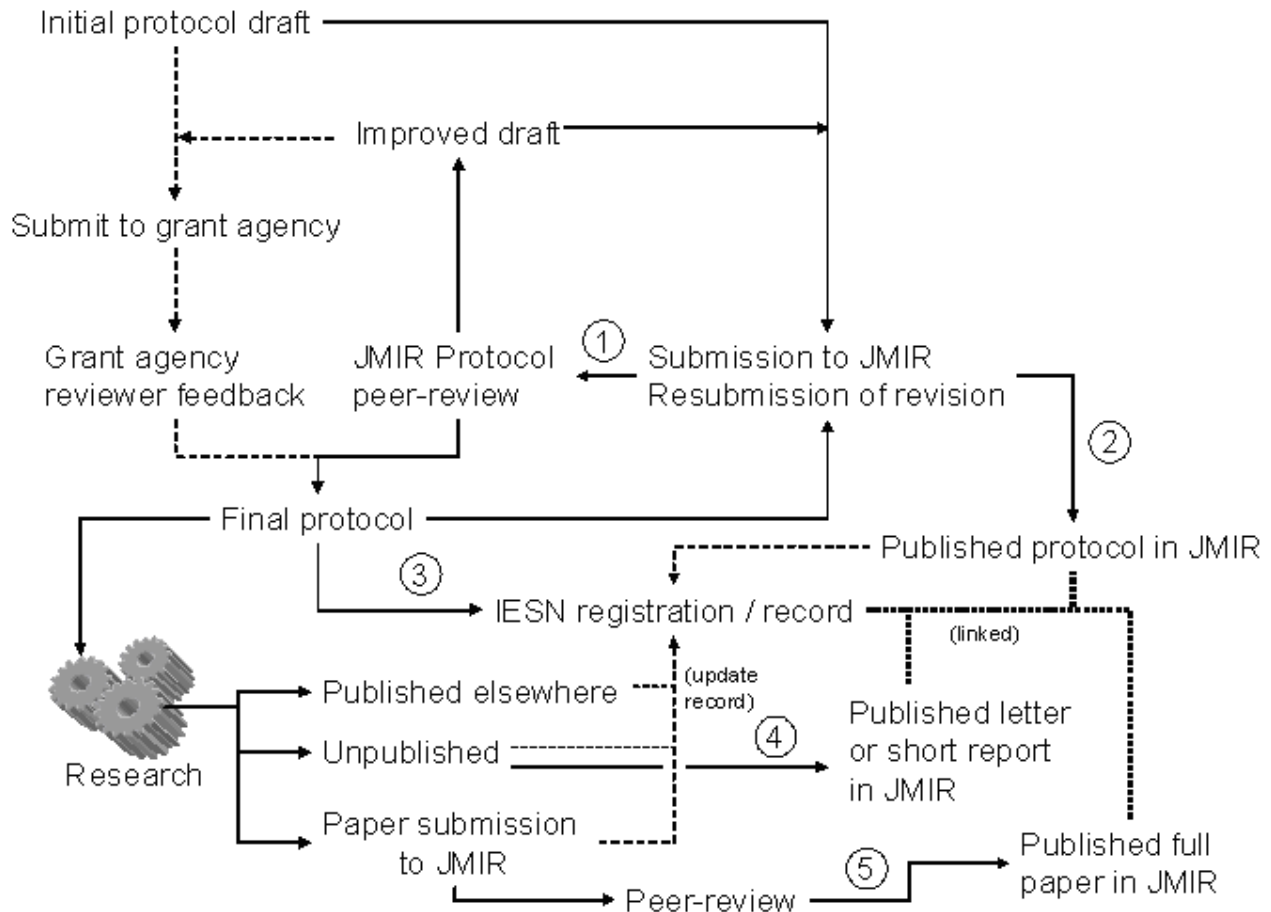 Initial protocol draft
Improved draft
Submit to grant agency
Grant agency
reviewer feedback
JMIR Protocol
peer-review
1
Submission to JMIR
Resubmission of revision
2
Final protocol
Published protocol in JMIR
3
IESN registration / record
(linked)
Research
Published elsewhere
(update
record)
Unpublished
4
Published letter
or short report
in JMIR
Paper submission
to JMIR
Peer-review
5
Published full
paper in JMIR